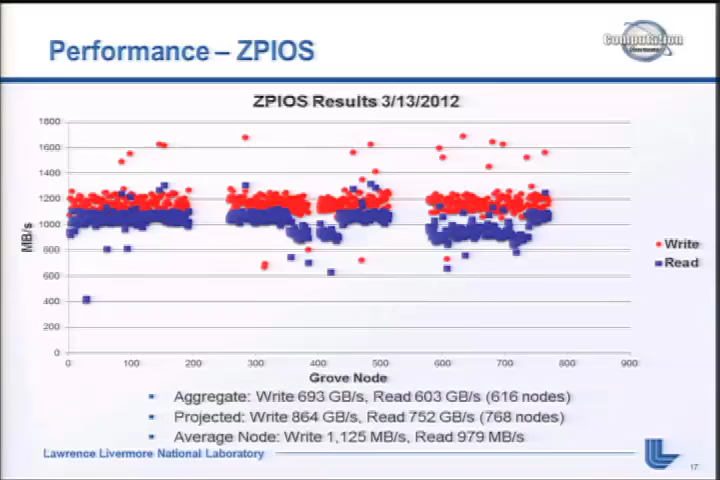 Performance – ZPIOS
Computation
ZPIOS Results 3/13/2012
1800
1600
1400
1200
1000
800
600
400
200
0
MB/s
0 100 200 300 400 500 600 700 800 900
Grove Node
Write
Read
Aggregate: Write 693 GB/s, Read 603 GB/s (616 nodes)
Projected: Write 864 GB/s, Read 752 GB/s (768 nodes)
Average Node: Write 1,125 MB/s, Read 979 MB/s
Lawrence Livermore National Laboratory
17